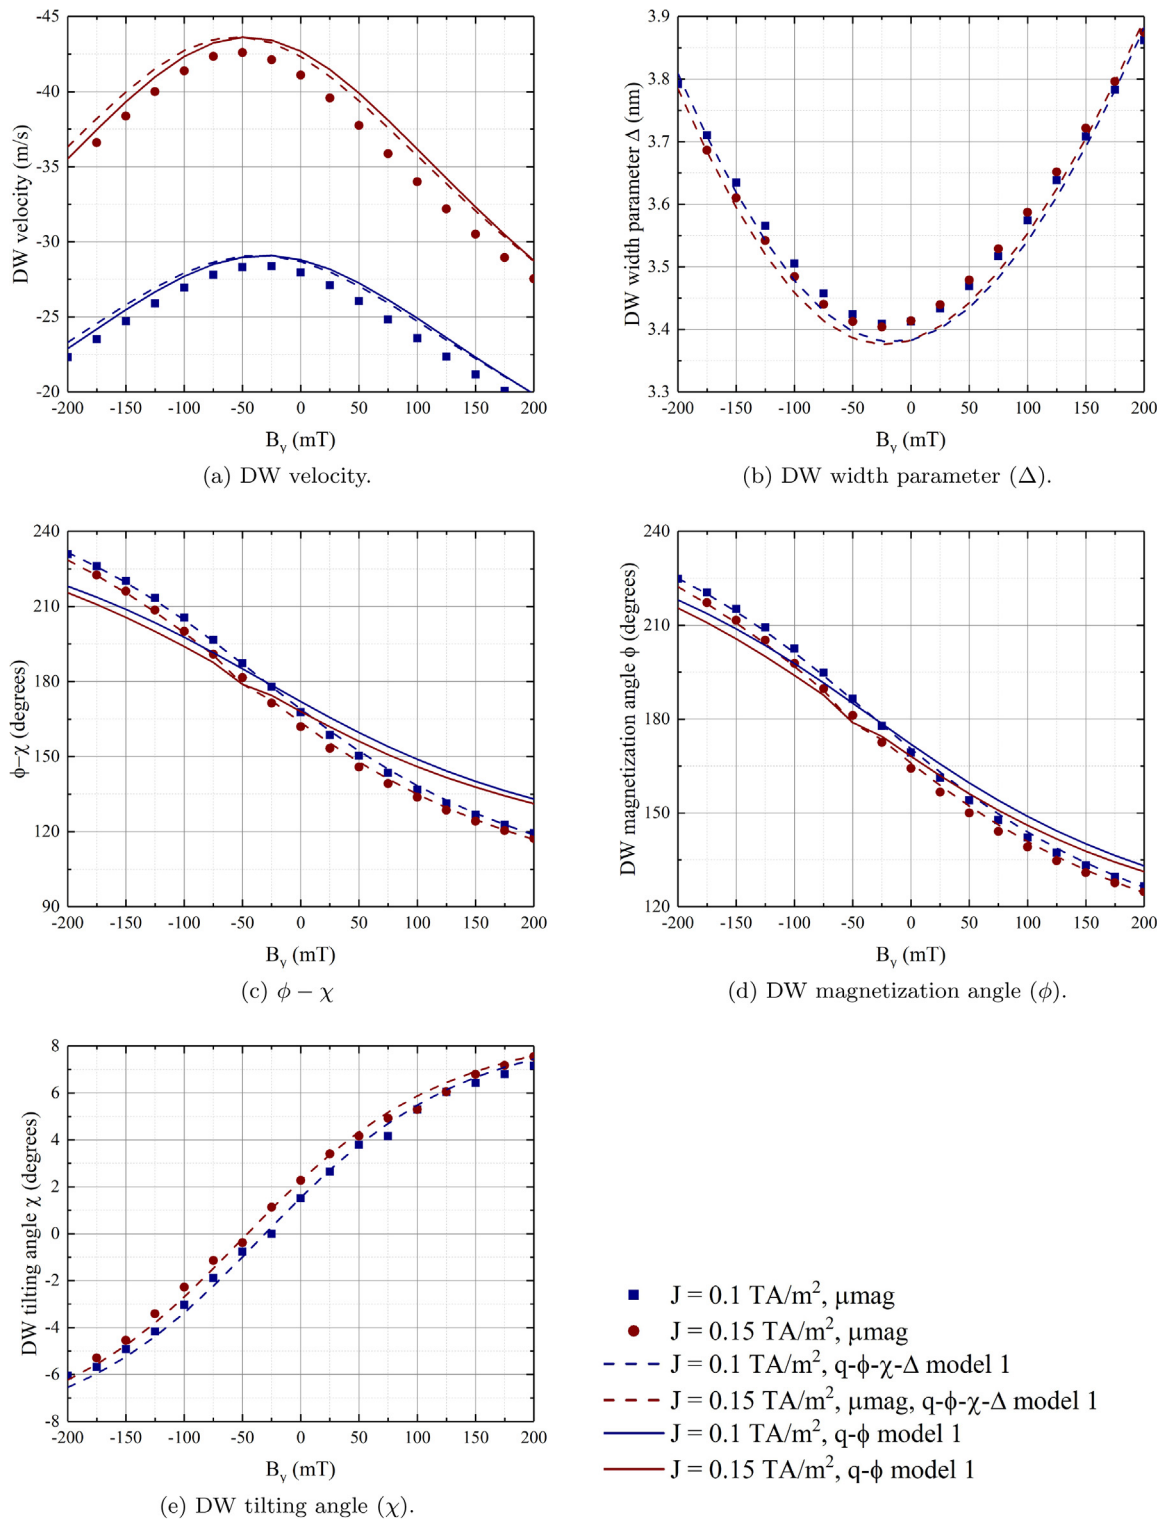 -45
-40
-35
-30
-25
-20
DW velocity (m/s)
-200 -150 -100 -50 0 50 100 150 200
B_y (mT)
(a) DW velocity.
3.9
3.8
3.7
3.6
3.5
3.4
3.3
DW width parameter Δ (nm)
-200 -150 -100 -50 0 50 100 150 200
B_y (mT)
(b) DW width parameter (Δ).
240
210
180
150
120
90
ϕ−χ (degrees)
-200 -150 -100 -50 0 50 100 150 200
B_y (mT)
(c) ϕ − χ
240
210
180
150
120
DW magnetization angle ϕ (degrees)
-200 -150 -100 -50 0 50 100 150 200
B_y (mT)
(d) DW magnetization angle (ϕ).
8
6
4
2
0
-2
-4
-6
-8
DW tilting angle χ (degrees)
-200 -150 -100 -50 0 50 100 150 200
B_y (mT)
(e) DW tilting angle (χ).
J = 0.1 TA/m², μmag
J = 0.15 TA/m², μmag
J = 0.1 TA/m², q-ϕ-χ-Δ model 1
J = 0.15 TA/m², μmag, q-ϕ-χ-Δ model 1
J = 0.1 TA/m², q-ϕ model 1
J = 0.15 TA/m², q-ϕ model 1